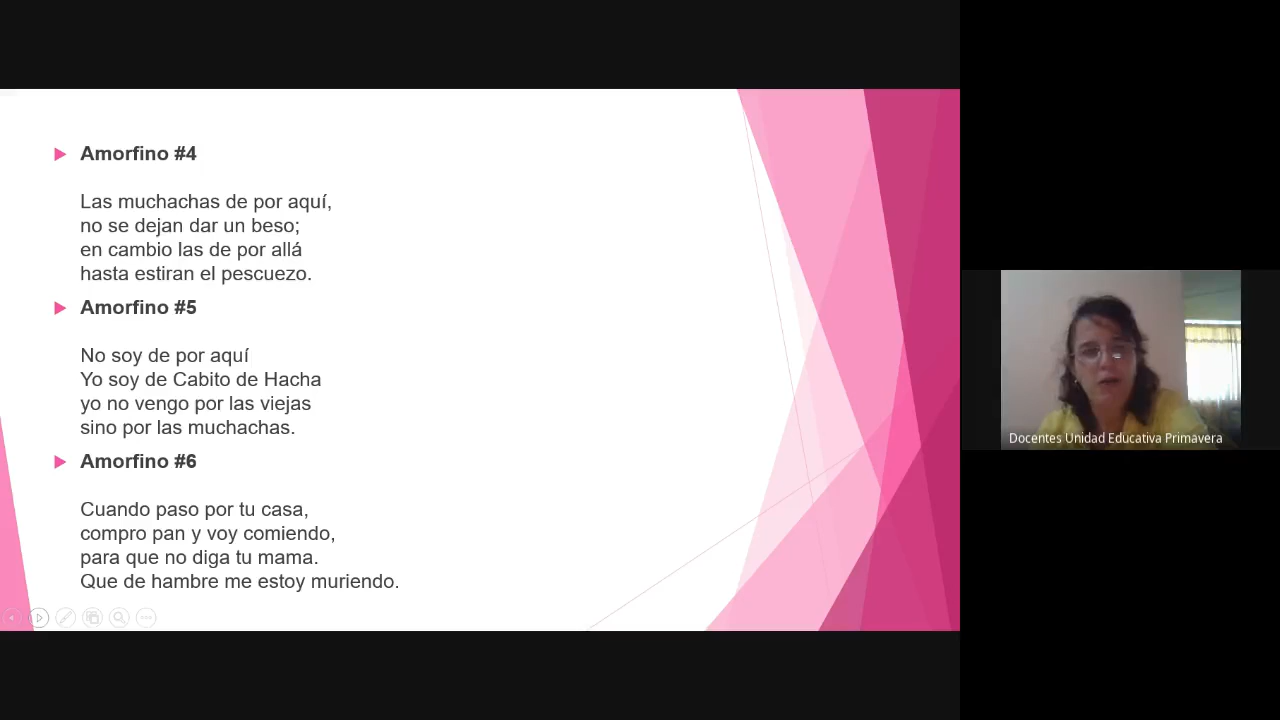 Amorfino #4
Las muchachas de por aquí,
no se dejan dar un beso;
en cambio las de por allá
hasta estiran el pescuezo.
Amorfino #5
No soy de por aquí
Yo soy de Cabito de Hacha
yo no vengo por las viejas
sino por las muchachas.
Amorfino #6
Cuando paso por tu casa,
compro pan y voy comiendo,
para que no diga tu mama.
Que de hambre me estoy muriendo.
Docentes Unidad Educativa Primavera